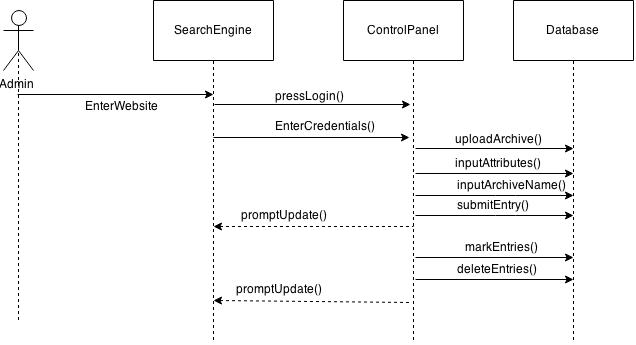 SearchEngine
ControlPanel
Database
Admin
EnterWebsite
pressLogin()
EnterCredentials()
uploadArchive()
inputAttributes()
inputArchiveName()
submitEntry()
promptUpdate()
markEntries()
deleteEntries()
promptUpdate()